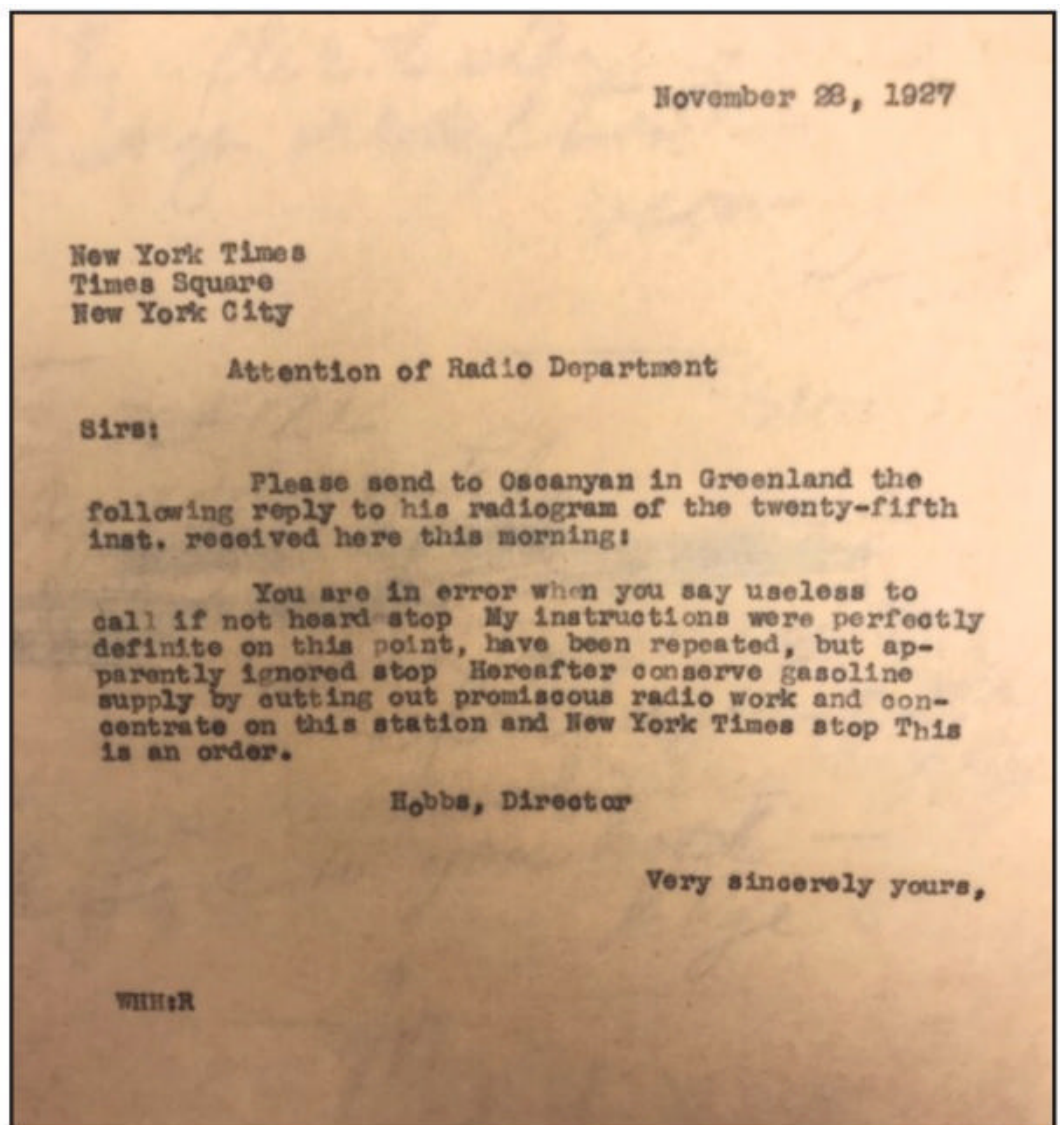 November 28, 1927
New York Times
Times Square
New York City
Attention of Radio Department
Sirs:
Please send to Oscanyan in Greenland the
following reply to his radiogram of the twenty-fifth
inst. received here this morning:
You are in error when you say useless to
call if not heard stop My instructions were perfectly
definite on this point, have been repeated, but ap-
parently ignored stop Hereafter conserve gasoline
supply by cutting out promiscous radio work and con-
centrate on this station and New York Times stop This
is an order.
Hobbs, Director
Very sincerely yours,
WHH:R